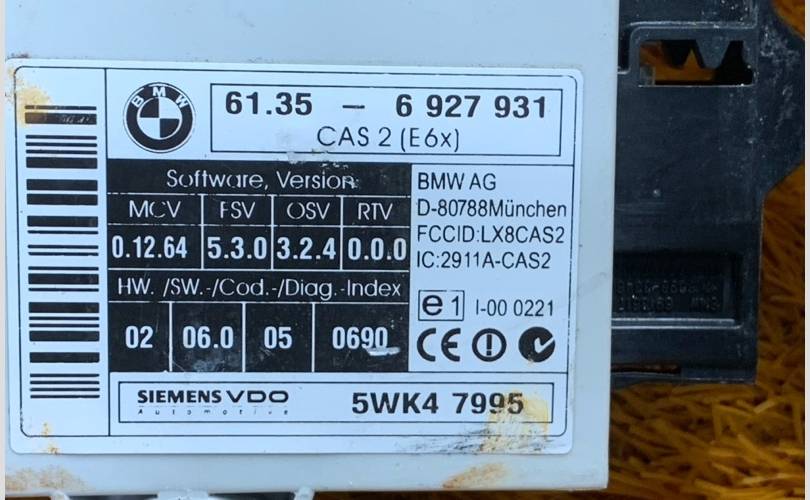 BMW
61.35 – 6 927 931
CAS 2 (E6x)
Software, Version:
MCV FSV OSV RTV
0.12.64 5.3.0 3.2.4 0.0.0
HW. /SW.-/Cod.-/Diag.-Index
02 06.0 05 0690
BMW AG
D-80788München
FCCID:LX8CAS2
IC:2911A-CAS2
e1 I-00 0221
CE
SIEMENS VDO
Automotive
5WK4 7995